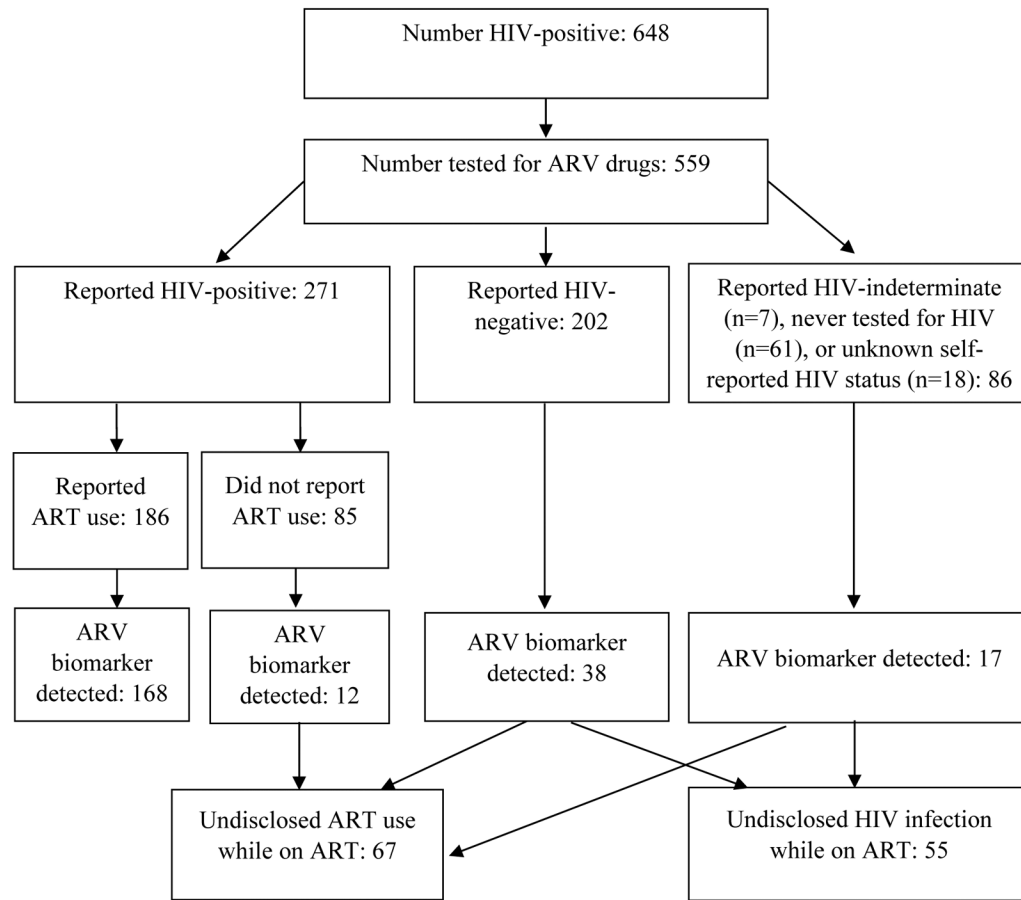 Number HIV-positive: 648
Number tested for ARV drugs: 559
Reported HIV-positive: 271
Reported HIV-
negative: 202
Reported HIV-indeterminate
(n=7), never tested for HIV
(n=61), or unknown self-
reported HIV status (n=18): 86
Reported
ART use: 186
Did not report
ART use: 85
ARV
biomarker
detected: 168
ARV
biomarker
detected: 12
ARV biomarker
detected: 38
ARV biomarker detected: 17
Undisclosed ART use
while on ART: 67
Undisclosed HIV infection
while on ART: 55